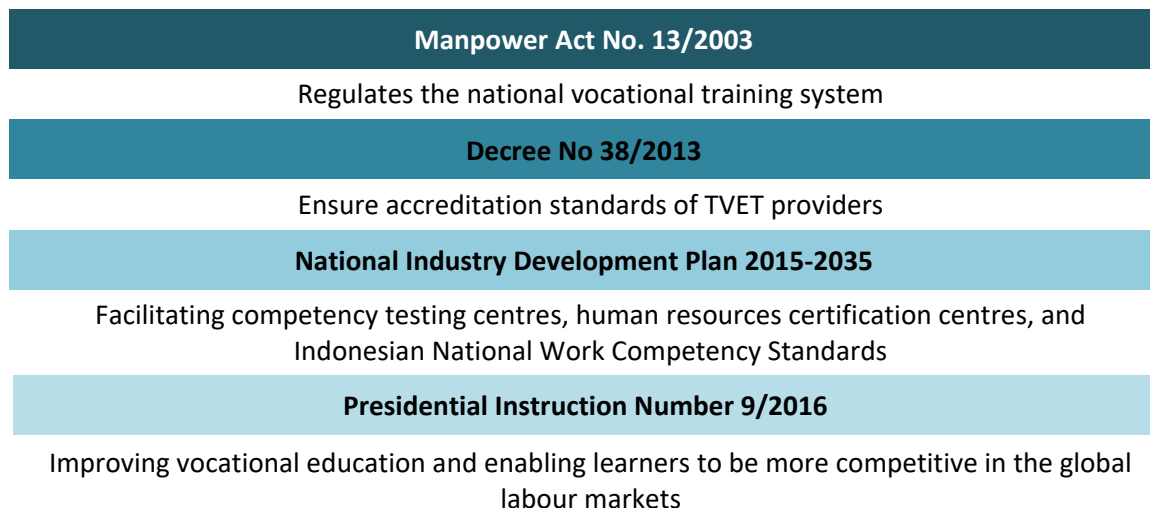 Manpower Act No. 13/2003
Regulates the national vocational training system
Decree No 38/2013
Ensure accreditation standards of TVET providers
National Industry Development Plan 2015-2035
Facilitating competency testing centres, human resources certification centres, and
Indonesian National Work Competency Standards
Presidential Instruction Number 9/2016
Improving vocational education and enabling learners to be more competitive in the global
labour markets